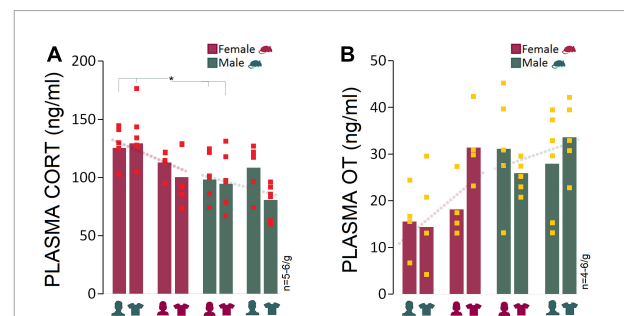 A
B
PLASMA CORT (ng/ml)
200
150
100
50
0
Female
Male
*
n=5-6/g
PLASMA OT (ng/ml)
50
40
30
20
10
0
Female
Male
n=4-6/g